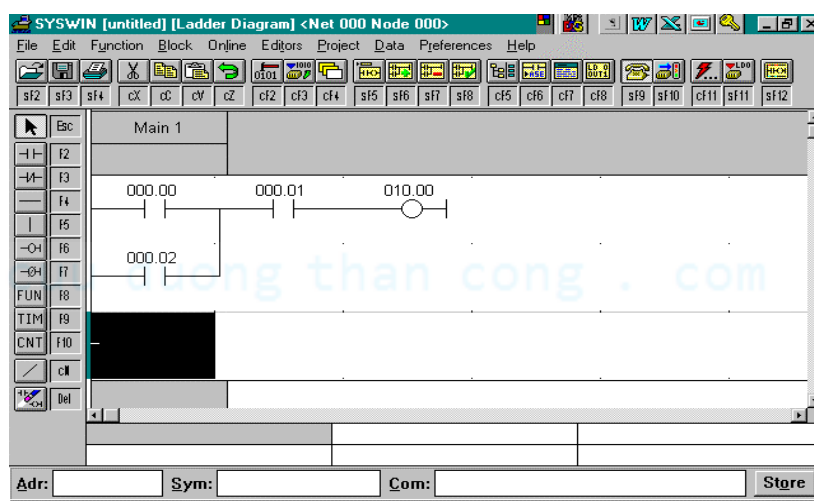 SYSWIN [untitled] [Ladder Diagram] <Net 000 Node 000>
File Edit Function Block Online Editors Project Data Preferences Help
sf2 sf3 sf4 cX cC cV cZ cf2 cf3 cf4 sf5 sf6 sf7 sf8 cf5 cf6 cf7 cf8 sf9 sf10 cf11 sf11 sf12
Esc
Main 1
F2
F3
000.00 000.01 010.00
F4
F5
F6
000.02
F7
cuu duong than cong . com
FUN F8
TIM F9
CNT F10
cN
Del
Adr: Sym: Com: Store